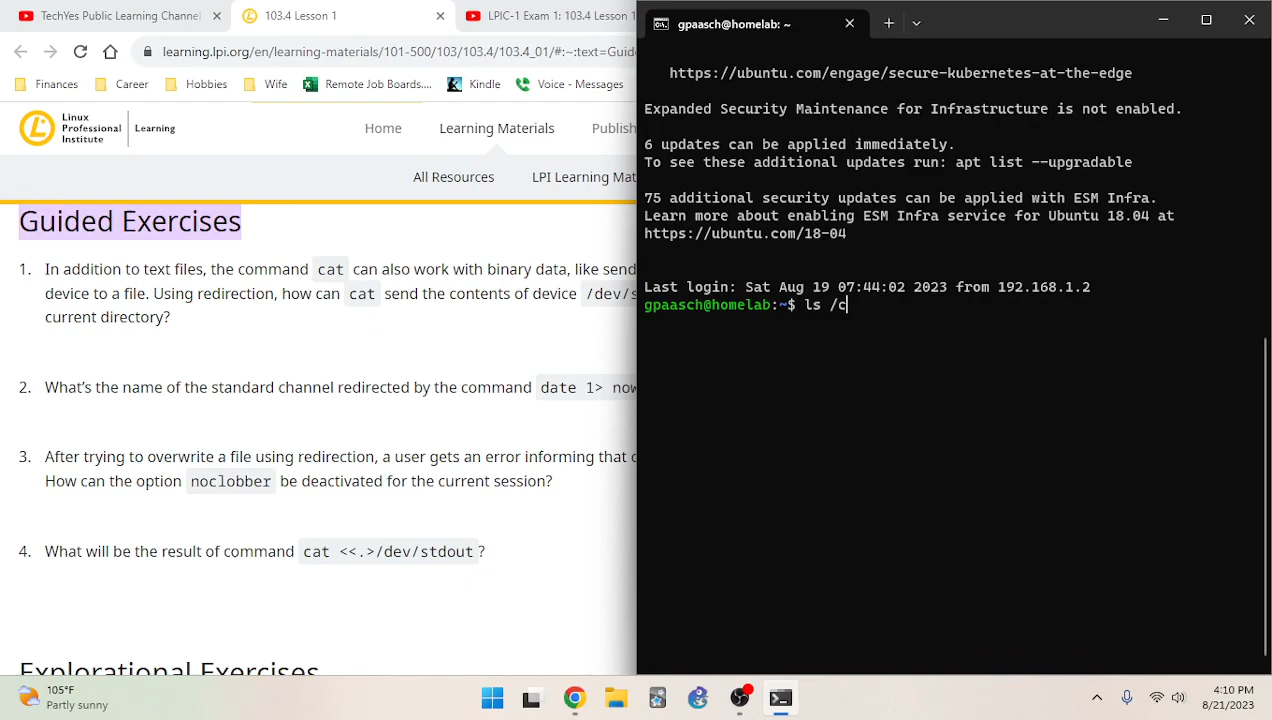 TechYes Public Learning Channel
103.4 Lesson 1
LPIC-1 Exam 1: 103.4 Lesson 1
gpaasch@homelab: ~
learning.lpi.org/en/learning-materials/101-500/103/103.4/103.4_01/#:~:text=Guide
Finances
Career
Hobbies
Wife
Remote Job Boards....
Kindle
Voice - Messages
Linux
Professional
Institute
Learning
Home
Learning Materials
Publish
All Resources
LPI Learning Mat
Guided Exercises
1. In addition to text files, the command cat can also work with binary data, like send
device to a file. Using redirection, how can cat send the contents of device /dev/s
current directory?
2. What's the name of the standard channel redirected by the command date 1> now
3. After trying to overwrite a file using redirection, a user gets an error informing that
How can the option noclobber be deactivated for the current session?
4. What will be the result of command cat <<.>/dev/stdout?
Explorational Exercises
https://ubuntu.com/engage/secure-kubernetes-at-the-edge
Expanded Security Maintenance for Infrastructure is not enabled.
6 updates can be applied immediately.
To see these additional updates run: apt list --upgradable
75 additional security updates can be applied with ESM Infra.
Learn more about enabling ESM Infra service for Ubuntu 18.04 at
https://ubuntu.com/18-04
Last login: Sat Aug 19 07:44:02 2023 from 192.168.1.2
gpaasch@homelab:~$ ls /c
105°F
Partly sunny
4:10 PM
8/21/2023